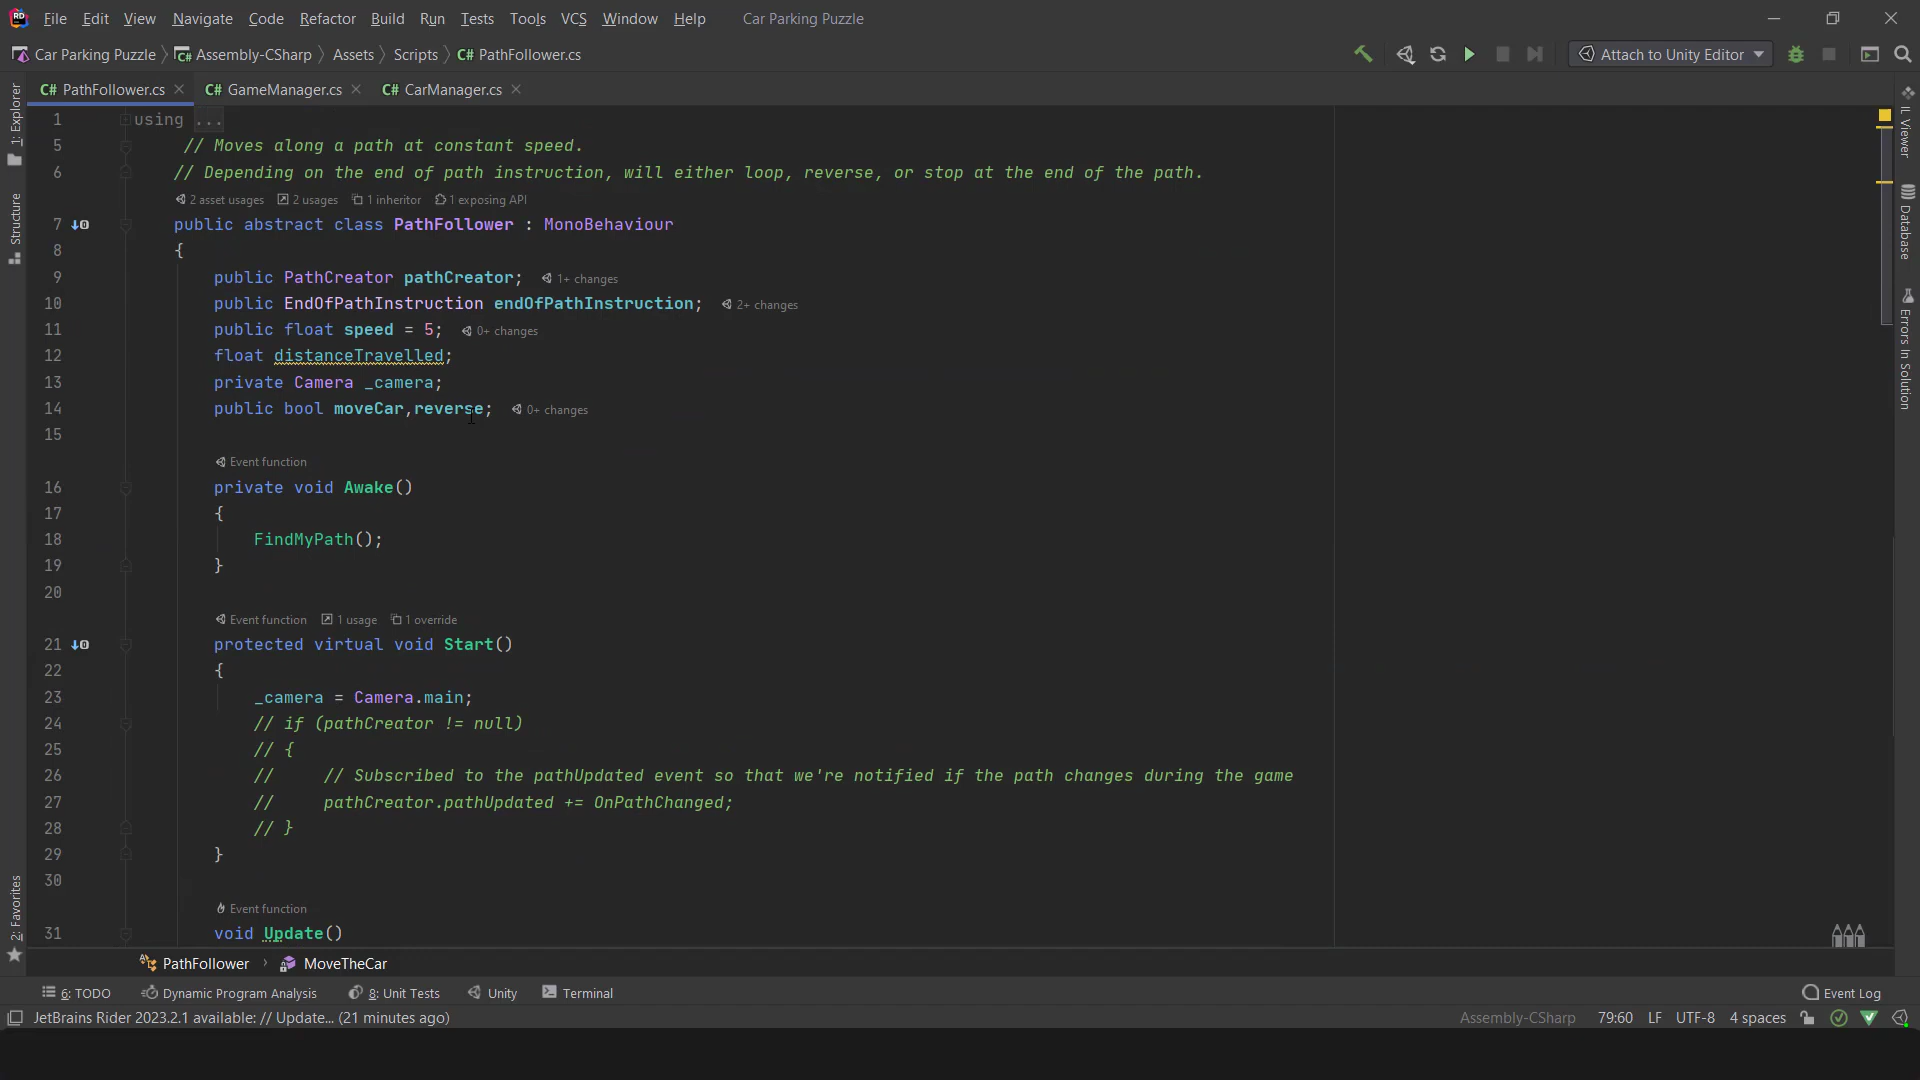 File Edit View Navigate Code Refactor Build Run Tests Tools VCS Window Help Car Parking Puzzle
Car Parking Puzzle Assembly-CSharp Assets Scripts C# PathFollower.cs Attach to Unity Editor
C# PathFollower.cs C# GameManager.cs C# CarManager.cs
1: Explorer
Structure
2: Favorites
1 using ...
5 // Moves along a path at constant speed.
6 // Depending on the end of path instruction, will either loop, reverse, or stop at the end of the path.
2 asset usages 2 usages 1 inheritor 1 exposing API
7 public abstract class PathFollower : MonoBehaviour
8 {
9 public PathCreator pathCreator; 1+ changes
10 public EndOfPathInstruction endOfPathInstruction; 2+ changes
11 public float speed = 5; 0+ changes
12 float distanceTravelled;
13 private Camera _camera;
14 public bool moveCar,reverse; 0+ changes
15
Event function
16 private void Awake()
17 {
18 FindMyPath();
19 }
20
Event function 1 usage 1 override
21 protected virtual void Start()
22 {
23 _camera = Camera.main;
24 // if (pathCreator != null)
25 // {
26 // // Subscribed to the pathUpdated event so that we're notified if the path changes during the game
27 // pathCreator.pathUpdated += OnPathChanged;
28 // }
29 }
30
Event function
31 void Update()
IL Viewer
Database
Errors In Solution
PathFollower MoveTheCar
6: TODO Dynamic Program Analysis 8: Unit Tests Unity Terminal Event Log
JetBrains Rider 2023.2.1 available: // Update... (21 minutes ago) Assembly-CSharp 79:60 LF UTF-8 4 spaces